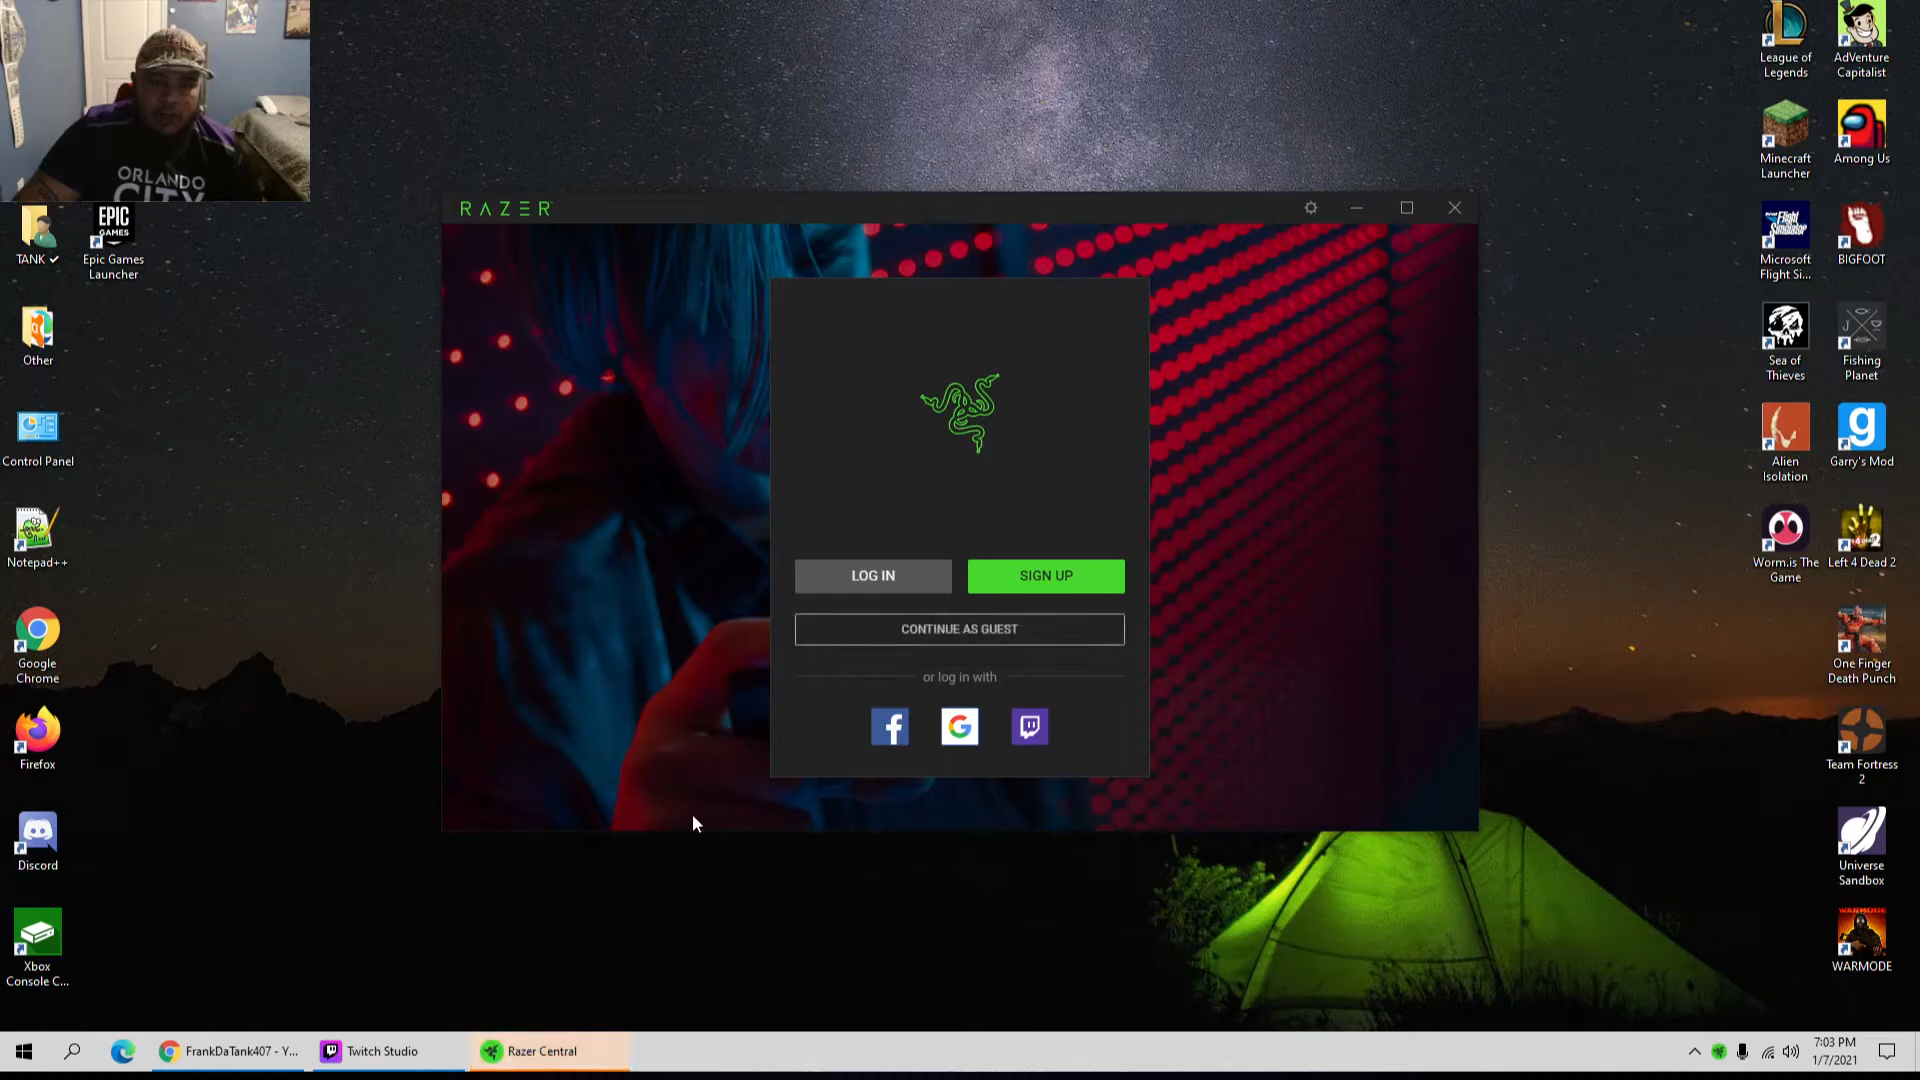 ORLANDO
CITY
TANK ✔
EPIC
GAMES
Epic Games
Launcher
Other
Control Panel
Notepad++
Google
Chrome
Firefox
Discord
Xbox
Console C...
RAZER
LOG IN
SIGN UP
CONTINUE AS GUEST
or log in with
League of
Legends
AdVenture
Capitalist
Minecraft
Launcher
Among Us
Microsoft
Flight Si...
BIGFOOT
Sea of
Thieves
Fishing
Planet
Alien
Isolation
Garry's Mod
Worm.is The
Game
Left 4 Dead 2
One Finger
Death Punch
Team Fortress
2
Universe
Sandbox
WARMODE
WARMODE
FrankDaTank407 - Y...
Twitch Studio
Razer Central
7:03 PM
1/7/2021